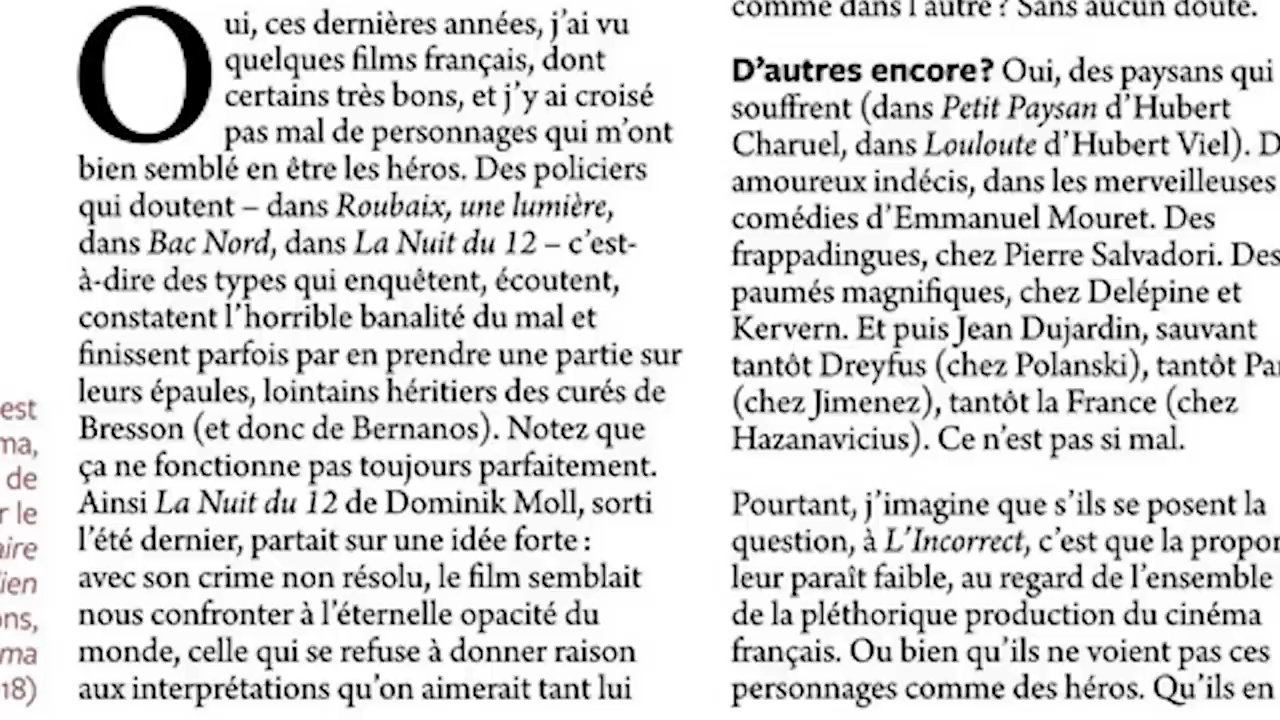 Oui, ces dernières années, j’ai vu
quelques films français, dont
certains très bons, et j’y ai croisé
pas mal de personnages qui m’ont
bien semblé en être les héros. Des policiers
qui doutent – dans Roubaix, une lumière,
dans Bac Nord, dans La Nuit du 12 – c’est-
à-dire des types qui enquêtent, écoutent,
constatent l’horrible banalité du mal et
finissent parfois par en prendre une partie sur
leurs épaules, lointains héritiers des curés de
Bresson (et donc de Bernanos). Notez que
ça ne fonctionne pas toujours parfaitement.
Ainsi La Nuit du 12 de Dominik Moll, sorti
l’été dernier, partait sur une idée forte :
avec son crime non résolu, le film semblait
nous confronter à l’éternelle opacité du
monde, celle qui se refuse à donner raison
aux interprétations qu’on aimerait tant lui
comme dans l’autre ? Sans aucun doute.
D’autres encore ? Oui, des paysans qui
souffrent (dans Petit Paysan d’Hubert
Charuel, dans Louloute d’Hubert Viel). D
amoureux indécis, dans les merveilleuses
comédies d’Emmanuel Mouret. Des
frappadingues, chez Pierre Salvadori. Des
paumés magnifiques, chez Delépine et
Kervern. Et puis Jean Dujardin, sauvant
tantôt Dreyfus (chez Polanski), tantôt Pa
(chez Jimenez), tantôt la France (chez
Hazanavicius). Ce n’est pas si mal.
Pourtant, j’imagine que s’ils se posent la
question, à L’Incorrect, c’est que la propor
leur paraît faible, au regard de l’ensemble
de la pléthorique production du cinéma
français. Ou bien qu’ils ne voient pas ces
personnages comme des héros. Qu’ils en
est
ma,
de
r le
aire
ien
ons,
ma
18)